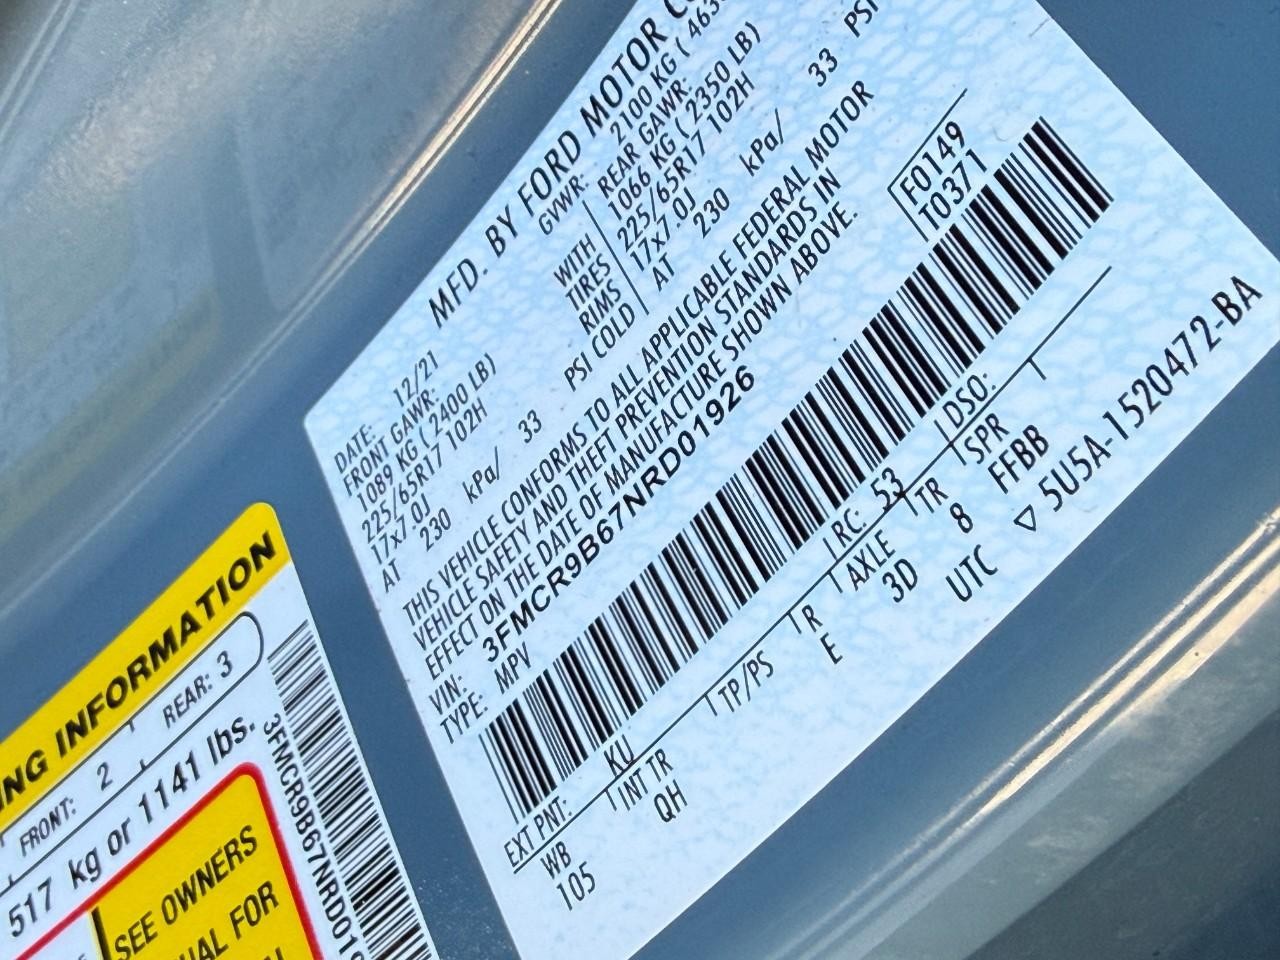 MFD. BY FORD MOTOR
DATE: 12/21 GVWR: 2100 KG (
FRONT GAWR: REAR GAWR:
1089 KG ( 2400 LB) WITH 1066 KG ( 2350 LB)
225/65R17 102H TIRES 225/65R17 102H
17x7.0J RIMS 17x7.0J
AT 230 kPa/ 33 PSI COLD AT 230 kPa/ 33 PSI
THIS VEHICLE CONFORMS TO ALL APPLICABLE FEDERAL MOTOR
VEHICLE SAFETY AND THEFT PREVENTION STANDARDS IN
EFFECT ON THE DATE OF MANUFACTURE SHOWN ABOVE.
VIN: 3FMCR9B67NRD01926
TYPE: MPV
F0149
T0371
EXT PNT: KU RC: 53 DSO:
WB INT TR TP/PS R AXLE TR SPR
105 QH E 3D 8 FFBB
UTC ▽ 5U5A-1520472-BA
INFORMATION
FRONT: 2 REAR: 3
517 kg or 1141 lbs.
SEE OWNERS
FOR
3FMCR9B67NRD01